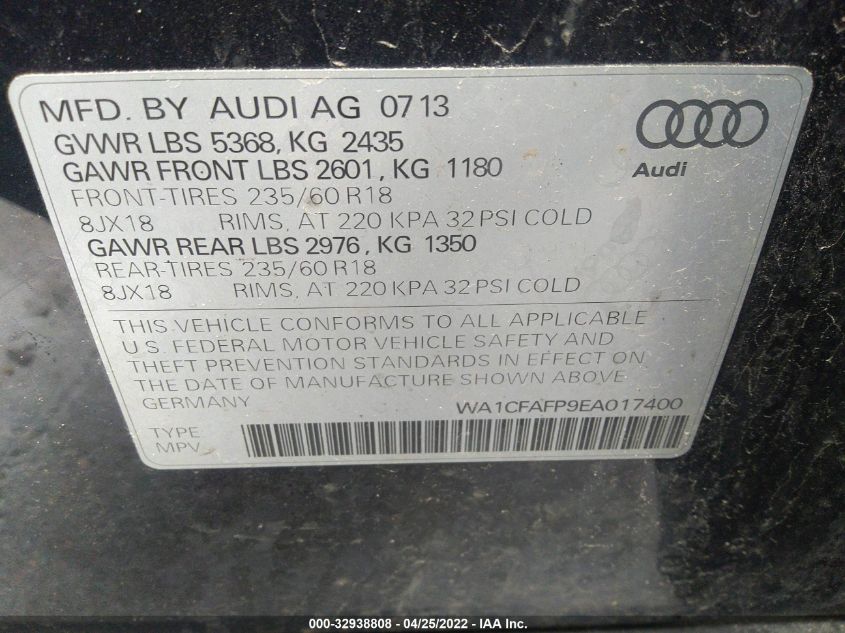 MFD. BY AUDI AG 0713
GVWR LBS 5368, KG 2435
GAWR FRONT LBS 2601, KG 1180
FRONT-TIRES 235/60 R18
8JX18 RIMS, AT 220 KPA 32 PSI COLD
GAWR REAR LBS 2976, KG 1350
REAR-TIRES 235/60 R18
8JX18 RIMS, AT 220 KPA 32 PSI COLD
Audi
THIS VEHICLE CONFORMS TO ALL APPLICABLE
U.S. FEDERAL MOTOR VEHICLE SAFETY AND
THEFT PREVENTION STANDARDS IN EFFECT ON
THE DATE OF MANUFACTURE SHOWN ABOVE
GERMANY WA1CFAFP9EA017400
TYPE
MPV
000-32938808 - 04/25/2022 - IAA Inc.